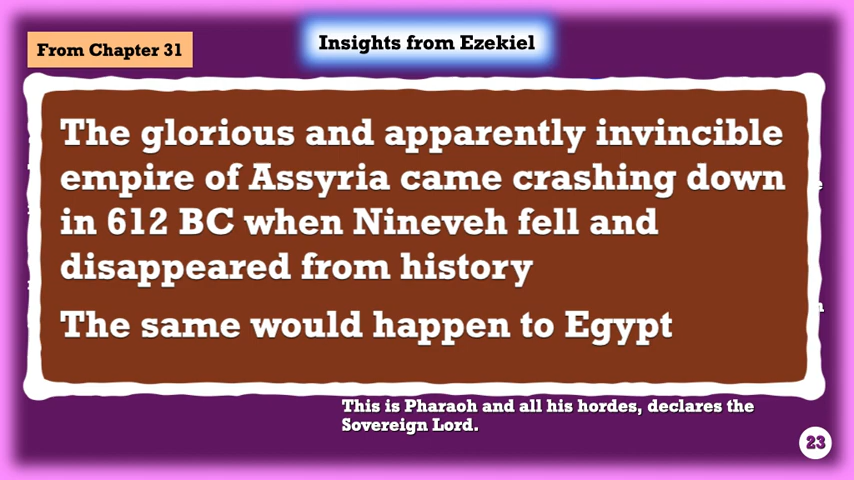 From Chapter 31
Insights from Ezekiel
The glorious and apparently invincible
empire of Assyria came crashing down
in 612 BC when Nineveh fell and
disappeared from history
The same would happen to Egypt
This is Pharaoh and all his hordes, declares the
Sovereign Lord.
23